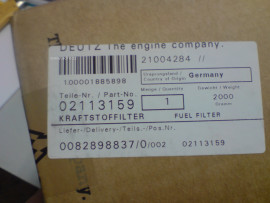 DEUTZ The engine company.
21004284 //
100001885898
Ursprungsland / Country of Origin Germany
Teile-Nr. / Part-No.
02113159
Menge / Quantity
1
Gewicht / Weight
2000
Gramm
KRAFTSTOFFILTER FUEL FILTER
Liefer-/Delivery-/Teile.-/Pos.Nr.
0082898837/0/002 02113159